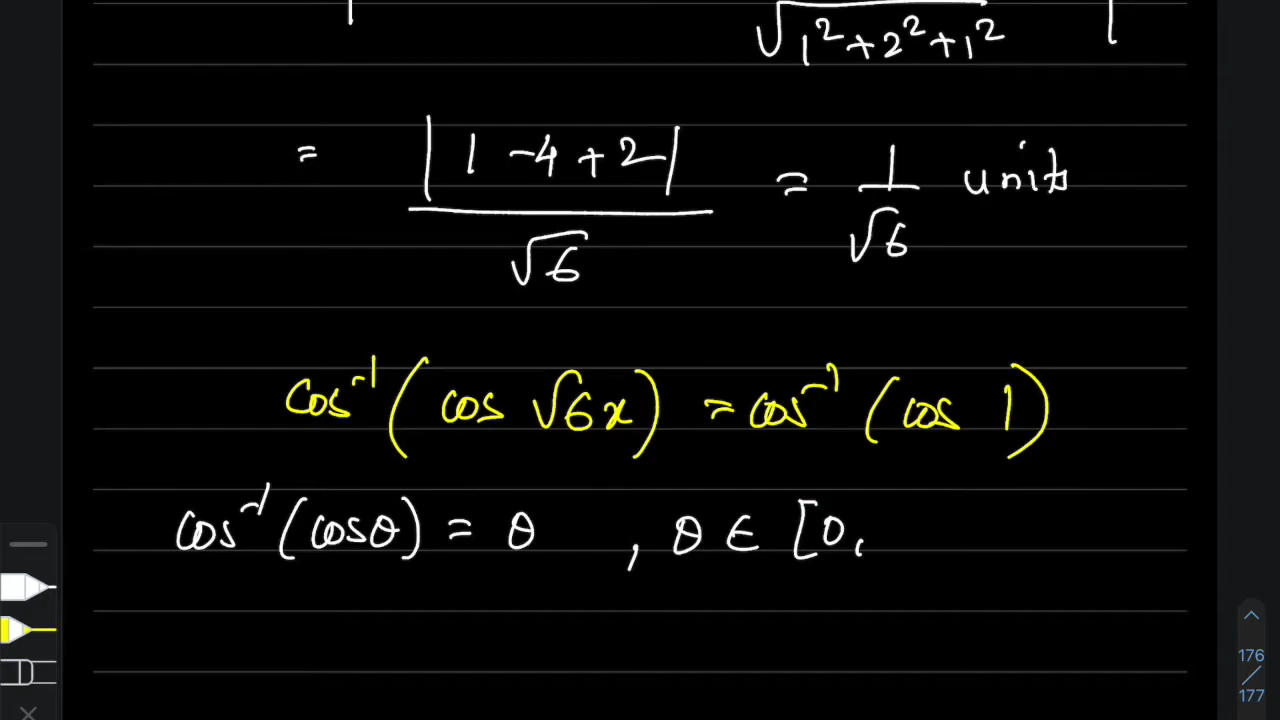 √1²+2²+1²
= |1-4+2| / √6 = 1/√6 units
cos⁻¹(cos √6x) = cos⁻¹(cos 1)
cos⁻¹(cosθ) = θ , θ ∈ [0,
176
/
177